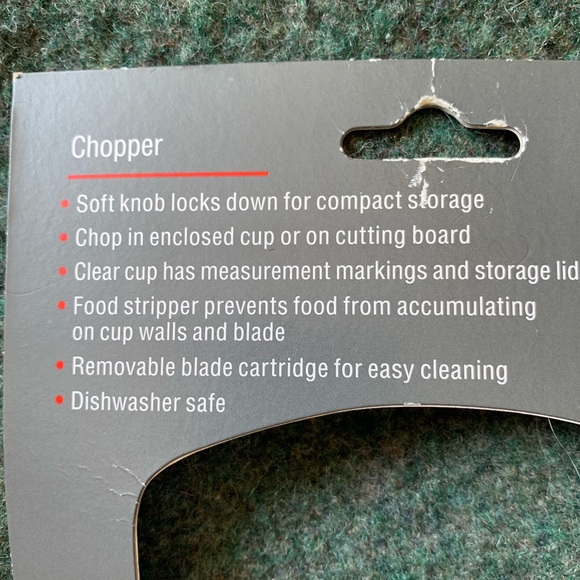 Chopper
• Soft knob locks down for compact storage
• Chop in enclosed cup or on cutting board
• Clear cup has measurement markings and storage lid
• Food stripper prevents food from accumulating
on cup walls and blade
• Removable blade cartridge for easy cleaning
• Dishwasher safe